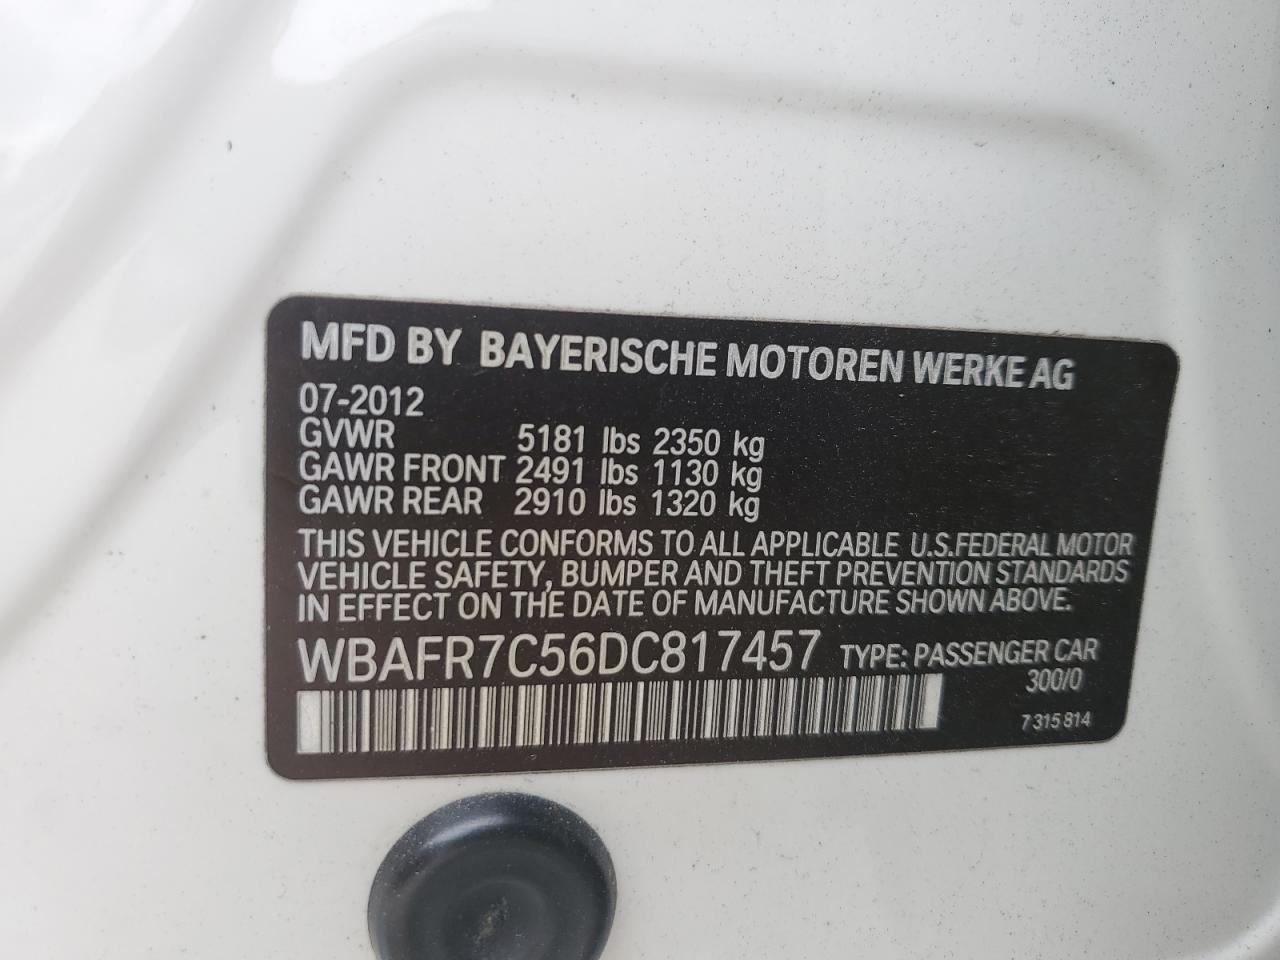 MFD BY BAYERISCHE MOTOREN WERKE AG
07-2012
GVWR 5181 lbs 2350 kg
GAWR FRONT 2491 lbs 1130 kg
GAWR REAR 2910 lbs 1320 kg
THIS VEHICLE CONFORMS TO ALL APPLICABLE U.S.FEDERAL MOTOR
VEHICLE SAFETY, BUMPER AND THEFT PREVENTION STANDARDS
IN EFFECT ON THE DATE OF MANUFACTURE SHOWN ABOVE.
WBAFR7C56DC817457 TYPE: PASSENGER CAR
300/0
7 315 814